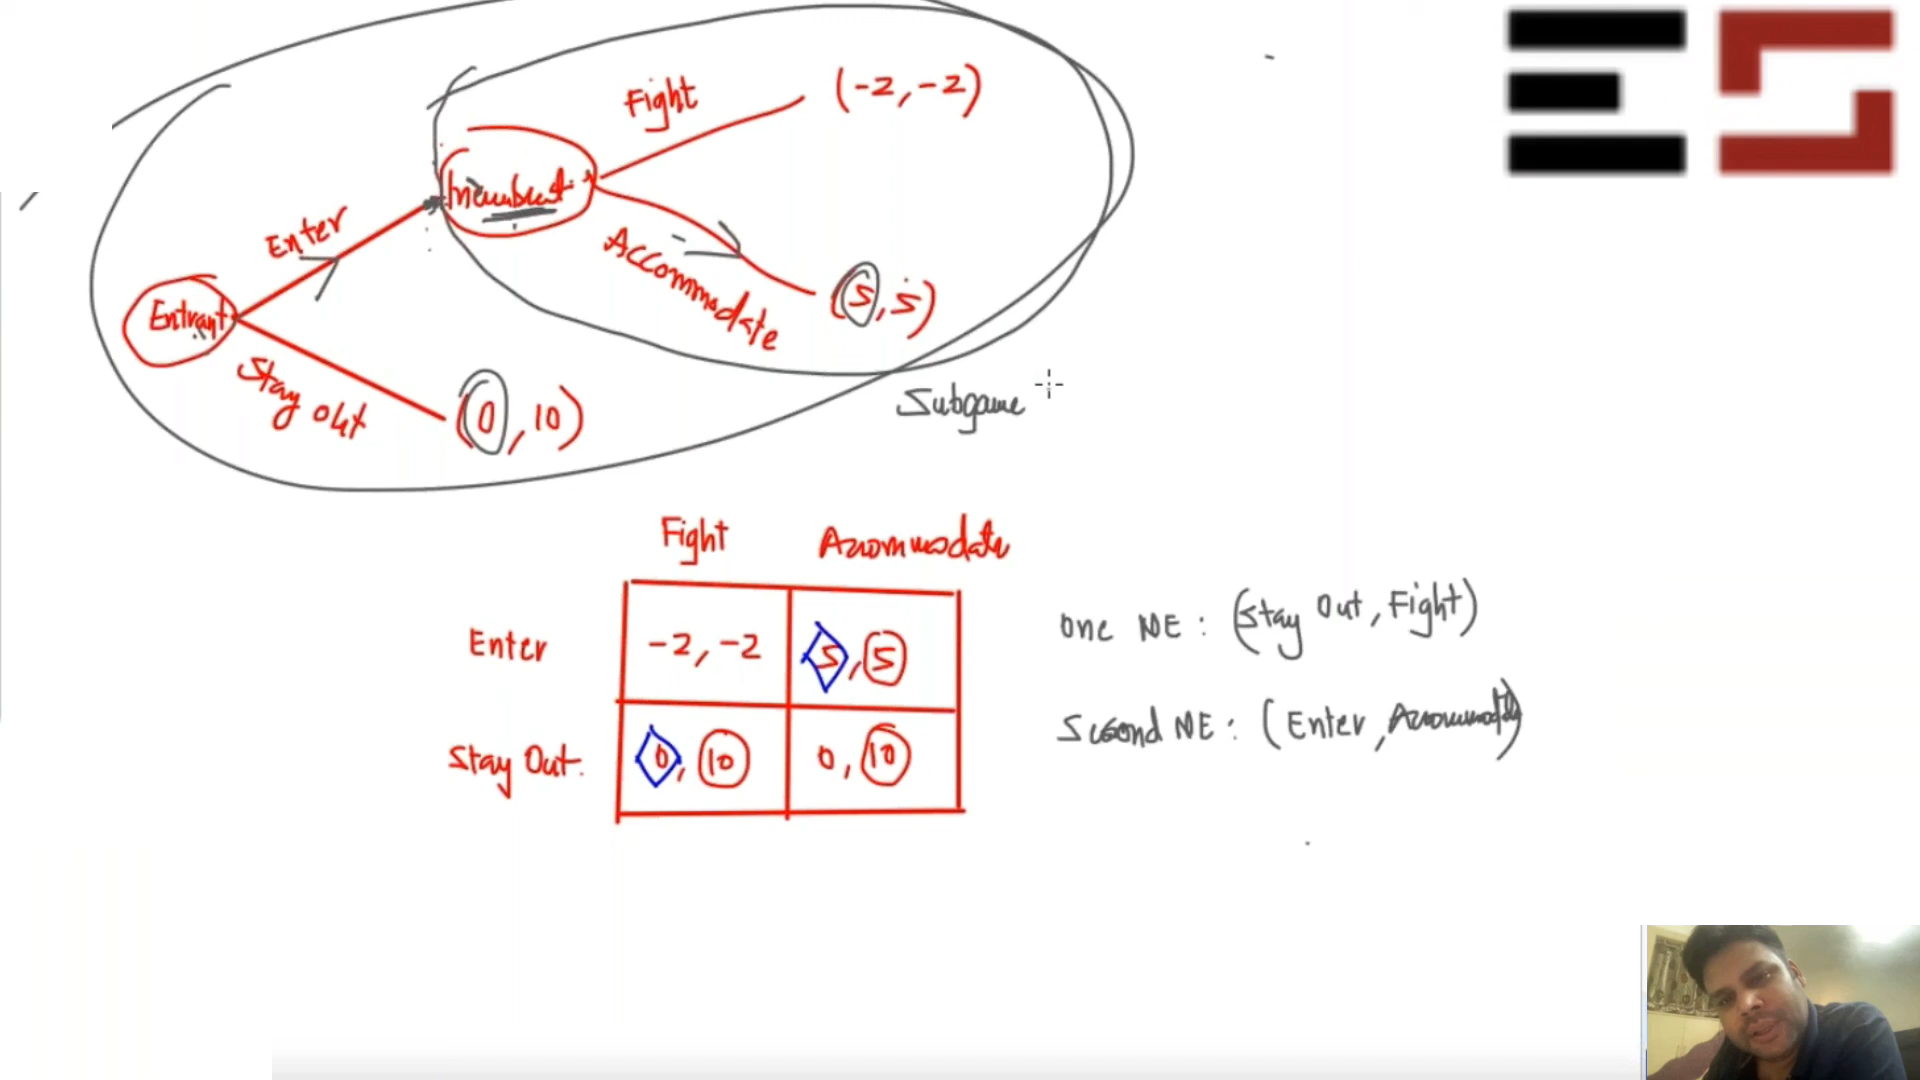 Fight (-2, -2)
Incumbent
Enter
Accommodate
(5, 5)
Entrant
Stay Out
(0, 10)
Subgame
Fight Accommodate
Enter -2, -2 5, 5
Stay Out. 0, 10 0, 10
One NE: (Stay Out, Fight)
Second NE: (Enter, Accommodate)
ES